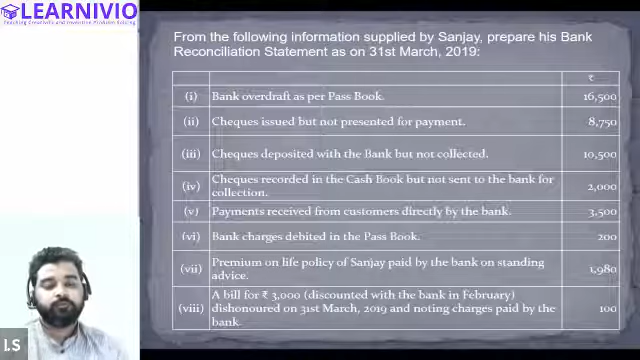 LEARNIVIO
Teaching Creativity and Inventive Problem Solving
From the following information supplied by Sanjay, prepare his Bank
Reconciliation Statement as on 31st March, 2019:
₹
(i) Bank overdraft as per Pass Book. 16,500
(ii) Cheques issued but not presented for payment. 8,750
(iii) Cheques deposited with the Bank but not collected. 10,500
(iv) Cheques recorded in the Cash Book but not sent to the bank for
collection. 2,000
(v) Payments received from customers directly by the bank. 3,500
(vi) Bank charges debited in the Pass Book. 200
(vii) Premium on life policy of Sanjay paid by the bank on standing
advice. 1,980
(viii) A bill for ₹ 3,000 (discounted with the bank in February)
dishonoured on 31st March, 2019 and noting charges paid by the
bank. 100
I.S